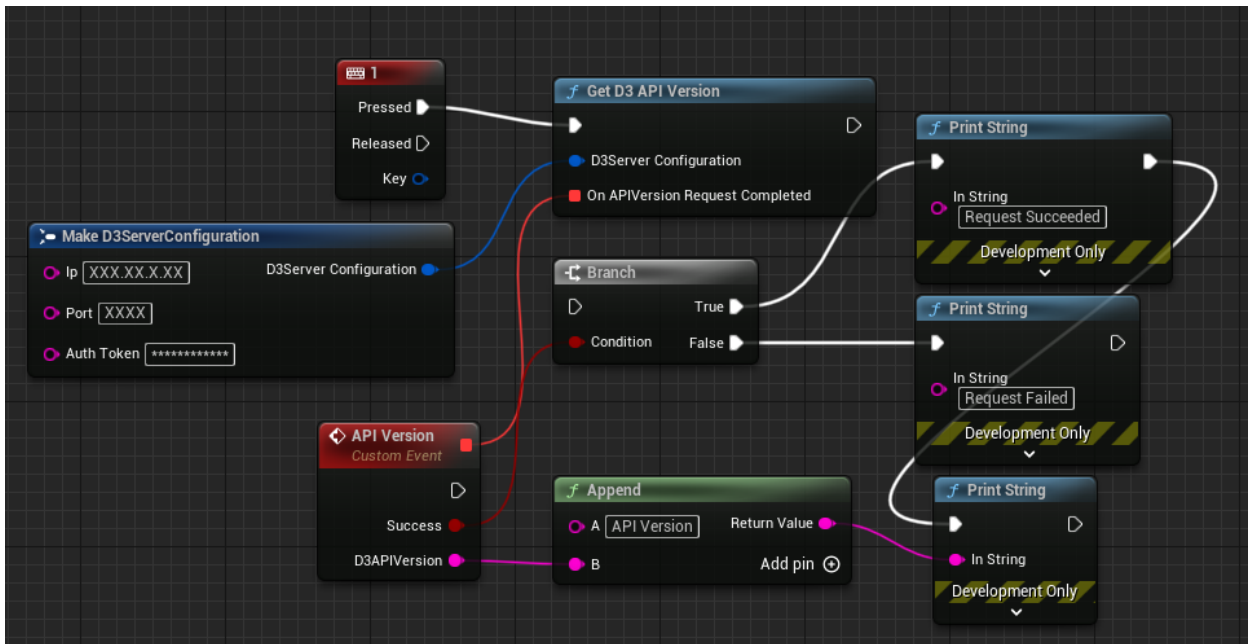 1
Pressed
Released
Key
Get D3 API Version
D3Server Configuration
On APIVersion Request Completed
Print String
In String
Request Succeeded
Development Only
Make D3ServerConfiguration
Ip XXX.XX.X.XX
D3Server Configuration
Port XXXX
Auth Token ************
Branch
True
Condition
False
Print String
In String
Request Failed
Development Only
API Version
Custom Event
Success
D3APIVersion
Append
A API Version
Return Value
B
Add pin
Print String
In String
Development Only